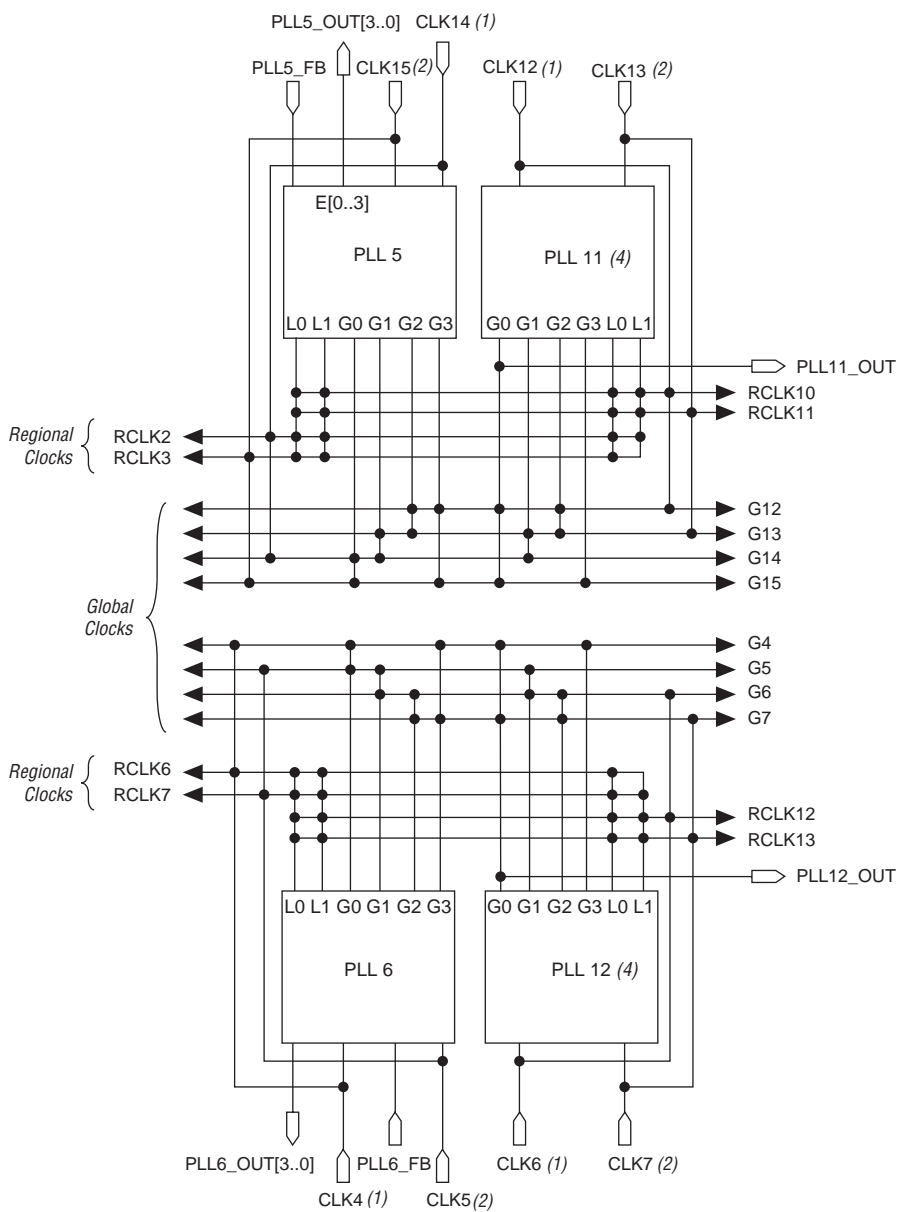 PLL5_OUT[3..0] CLK14 (1)
PLL5_FB CLK15 (2) CLK12 (1) CLK13 (2)
E[0..3]
PLL 5 PLL 11 (4)
L0 L1 G0 G1 G2 G3 G0 G1 G2 G3 L0 L1
PLL11_OUT
RCLK10
RCLK11
Regional Clocks
RCLK2
RCLK3
G12
G13
G14
G15
Global
Clocks
G4
G5
G6
G7
Regional Clocks
RCLK6
RCLK7
RCLK12
RCLK13
PLL12_OUT
L0 L1 G0 G1 G2 G3 G0 G1 G2 G3 L0 L1
PLL 6 PLL 12 (4)
PLL6_OUT[3..0] PLL6_FB CLK6 (1) CLK7 (2)
CLK4 (1) CLK5 (2)